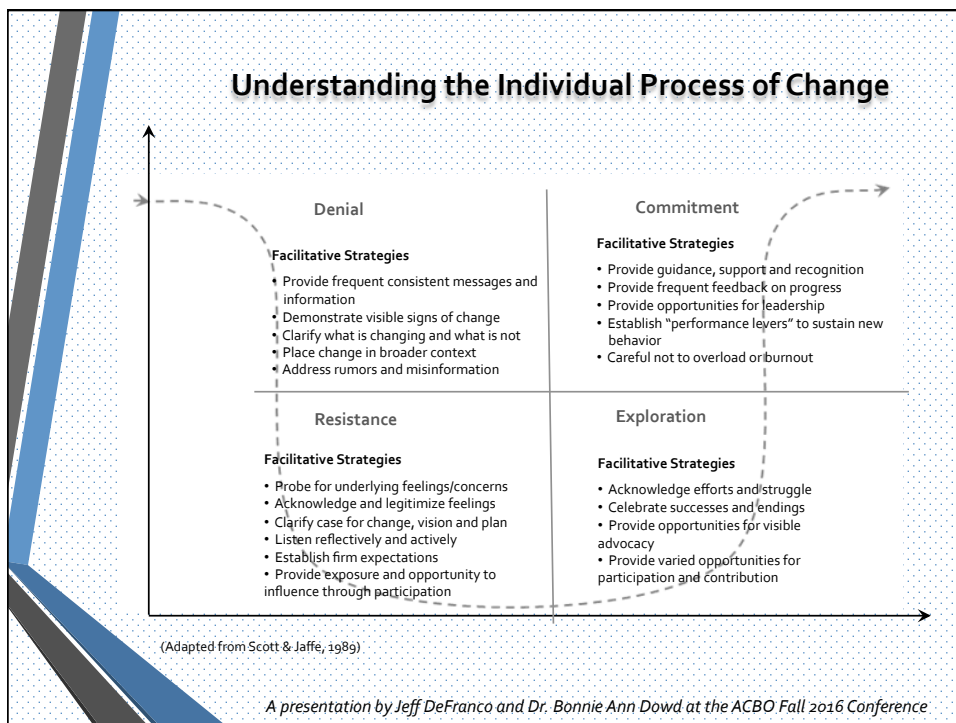 Understanding the Individual Process of Change
Denial
Facilitative Strategies
• Provide frequent consistent messages and
information
• Demonstrate visible signs of change
• Clarify what is changing and what is not
• Place change in broader context
• Address rumors and misinformation
Commitment
Facilitative Strategies
• Provide guidance, support and recognition
• Provide frequent feedback on progress
• Provide opportunities for leadership
• Establish “performance levers” to sustain new
behavior
• Careful not to overload or burnout
Resistance
Facilitative Strategies
• Probe for underlying feelings/concerns
• Acknowledge and legitimize feelings
• Clarify case for change, vision and plan
• Listen reflectively and actively
• Establish firm expectations
• Provide exposure and opportunity to
influence through participation
Exploration
Facilitative Strategies
• Acknowledge efforts and struggle
• Celebrate successes and endings
• Provide opportunities for visible
advocacy
• Provide varied opportunities for
participation and contribution
(Adapted from Scott & Jaffe, 1989)
A presentation by Jeff DeFranco and Dr. Bonnie Ann Dowd at the ACBO Fall 2016 Conference